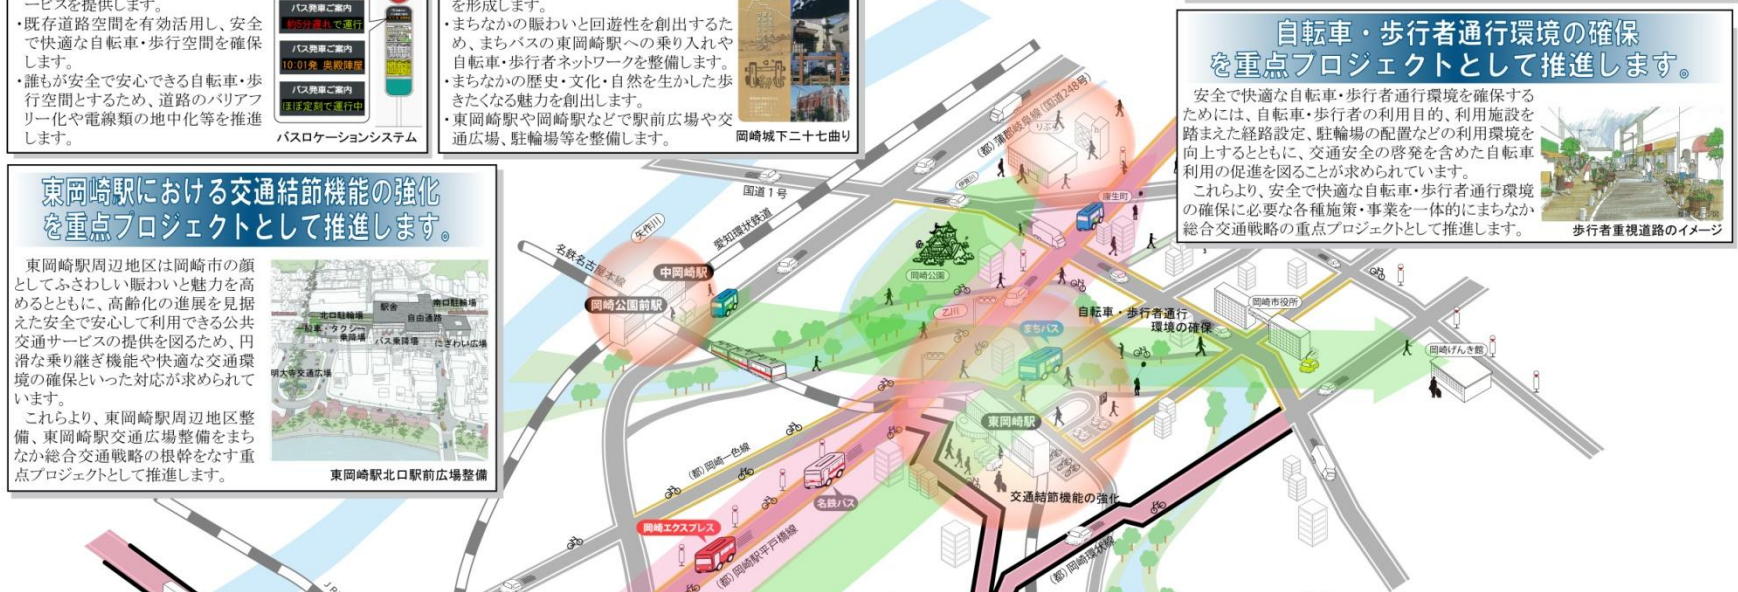 ービスを提供します。
・既存道路空間を有効活用し、安全
で快適な自転車・歩行空間を確保
します。
・誰もが安全で安心できる自転車・歩
行空間とするため、道路のバリアフ
リー化や電線類の地中化等を推進
します。
バス発車ご案内
約5分遅れで運行
バス発車ご案内
10:01発 奥殿陣屋
バス発車ご案内
ほぼ定刻で運行中
バスロケーションシステム
を形成します。
・まちなかの賑わいと回遊性を創出するた
め、まちバスの東岡崎駅への乗り入れや
自転車・歩行者ネットワークを整備します。
・まちなかの歴史・文化・自然を生かした歩
きたくなる魅力を創出します。
・東岡崎駅や岡崎駅などで駅前広場や交
通広場、駐輪場等を整備します。
岡崎城下二十七曲り
自転車・歩行者通行環境の確保
を重点プロジェクトとして推進します。
安全で快適な自転車・歩行者通行環境を確保する
ためには、自転車・歩行者の利用目的、利用施設を
踏まえた経路設定、駐輪場の配置などの利用環境を
向上するとともに、交通安全の啓発を含めた自転車
利用の促進を図ることが求められています。
これらより、安全で快適な自転車・歩行者通行環境
の確保に必要な各種施策・事業を一体的にまちなか
総合交通戦略の重点プロジェクトとして推進します。
歩行者重視道路のイメージ
東岡崎駅における交通結節機能の強化
を重点プロジェクトとして推進します。
東岡崎駅周辺地区は岡崎市の顔
としてふさわしい賑わいと魅力を高
めるとともに、高齢化の進展を見据
えた安全で安心して利用できる公共
交通サービスの提供を図るため、円
滑な乗り継ぎ機能や快適な交通環
境の確保といった対応が求められて
います。
これらより、東岡崎駅周辺地区整
備、東岡崎駅交通広場整備をまち
なか総合交通戦略の根幹をなす重
点プロジェクトとして推進します。
駅舎
南口駐輪場
北口駐輪場
自由通路
一般車・タクシー
乗降場
バス乗降場
にぎわい広場
明大寺交通広場
東岡崎駅北口駅前広場整備
(都)蒲郡岐阜線(国道248号)
りぶら
国道1号
伊賀川
康生町
矢作川
愛知環状鉄道
名鉄名古屋本線
中岡崎駅
岡崎公園前駅
岡崎公園
乙川
自転車・歩行者通行
環境の確保
岡崎市役所
まちバス
岡崎げんき館
東岡崎駅
(都)岡崎一色線
交通結節機能の強化
名鉄バス
岡崎エクスプレス
(都)岡崎駅平戸橋線
(都)岡崎環状線